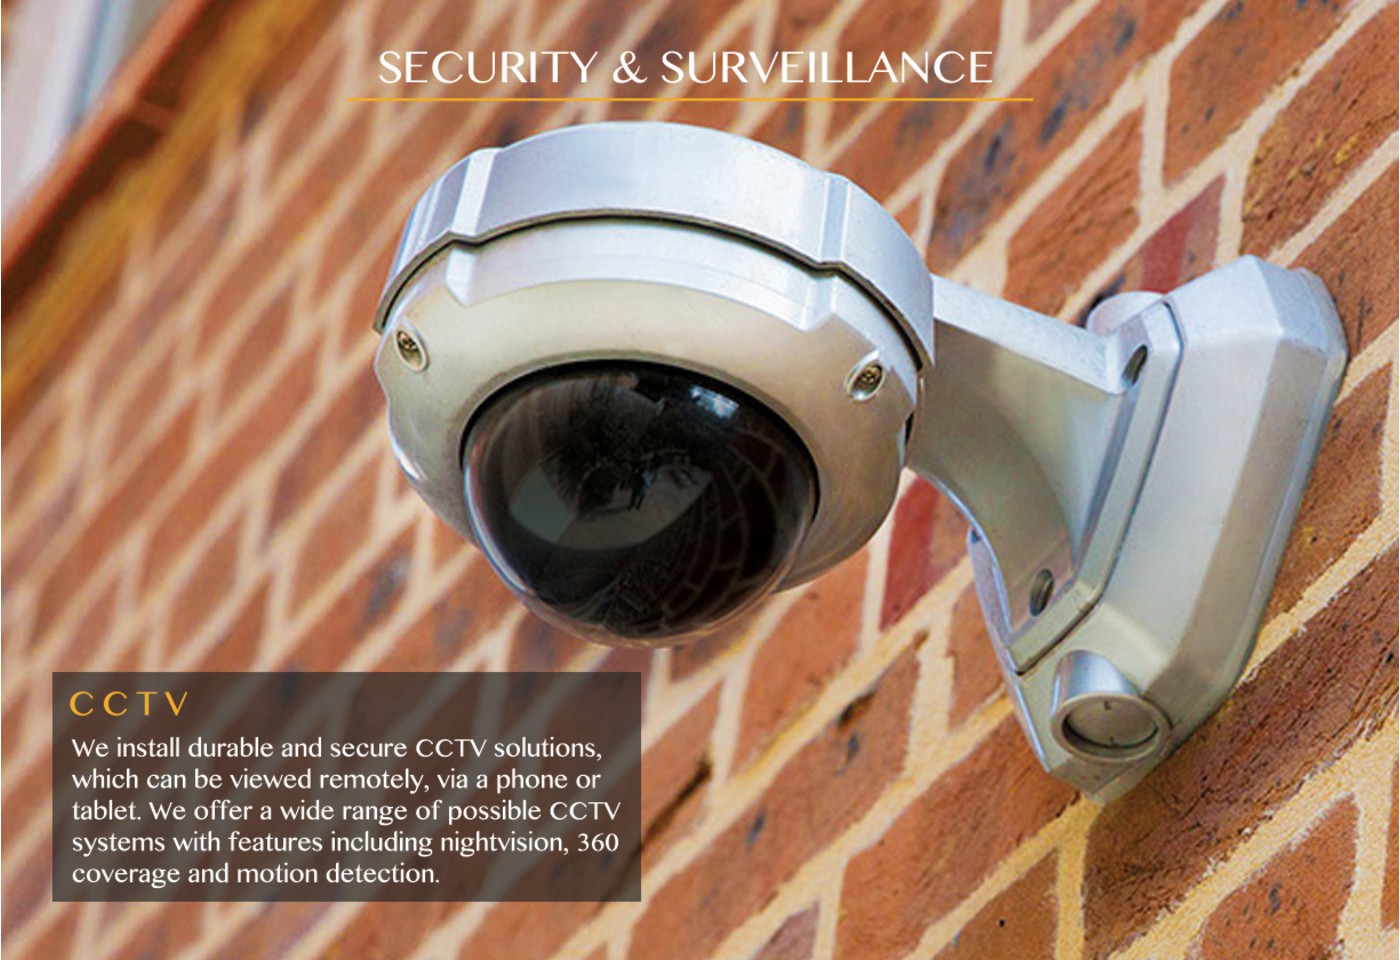 SECURITY & SURVEILLANCE
CCTV
We install durable and secure CCTV solutions,
which can be viewed remotely, via a phone or
tablet. We offer a wide range of possible CCTV
systems with features including nightvision, 360
coverage and motion detection.